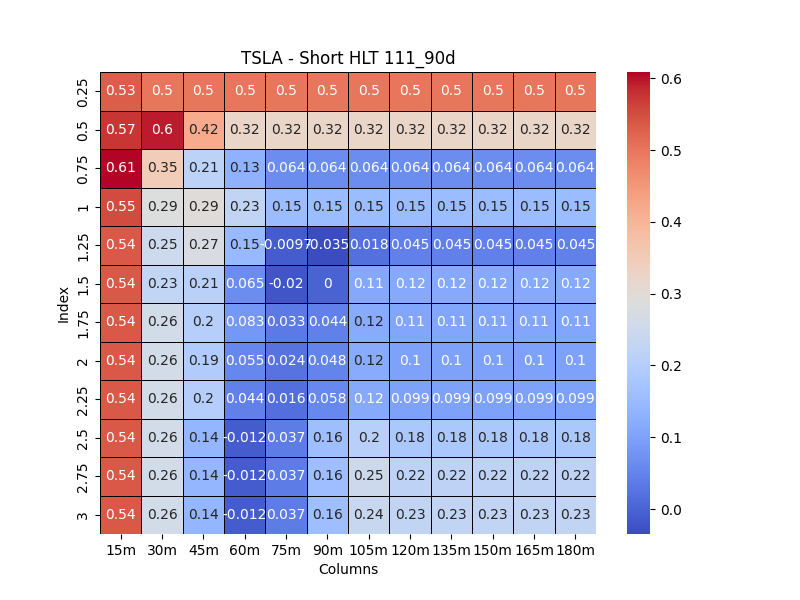 TSLA - Short HLT 111_90d
0.25 0.53 0.5 0.5 0.5 0.5 0.5 0.5 0.5 0.5 0.5 0.5 0.5
0.5 0.57 0.6 0.42 0.32 0.32 0.32 0.32 0.32 0.32 0.32 0.32 0.32
0.75 0.61 0.35 0.21 0.13 0.064 0.064 0.064 0.064 0.064 0.064 0.064 0.064
1 0.55 0.29 0.29 0.23 0.15 0.15 0.15 0.15 0.15 0.15 0.15 0.15
1.25 0.54 0.25 0.27 0.15 -0.0097 -0.035 0.018 0.045 0.045 0.045 0.045 0.045
1.5 0.54 0.23 0.21 0.065 -0.02 0 0.11 0.12 0.12 0.12 0.12 0.12
1.75 0.54 0.26 0.2 0.083 0.033 0.044 0.12 0.11 0.11 0.11 0.11 0.11
2 0.54 0.26 0.19 0.055 0.024 0.048 0.12 0.1 0.1 0.1 0.1 0.1
2.25 0.54 0.26 0.2 0.044 0.016 0.058 0.12 0.099 0.099 0.099 0.099 0.099
2.5 0.54 0.26 0.14 -0.012 0.037 0.16 0.2 0.18 0.18 0.18 0.18 0.18
2.75 0.54 0.26 0.14 -0.012 0.037 0.16 0.25 0.22 0.22 0.22 0.22 0.22
3 0.54 0.26 0.14 -0.012 0.037 0.16 0.24 0.23 0.23 0.23 0.23 0.23
15m 30m 45m 60m 75m 90m 105m 120m 135m 150m 165m 180m
Columns
Index
0.6
0.5
0.4
0.3
0.2
0.1
0.0